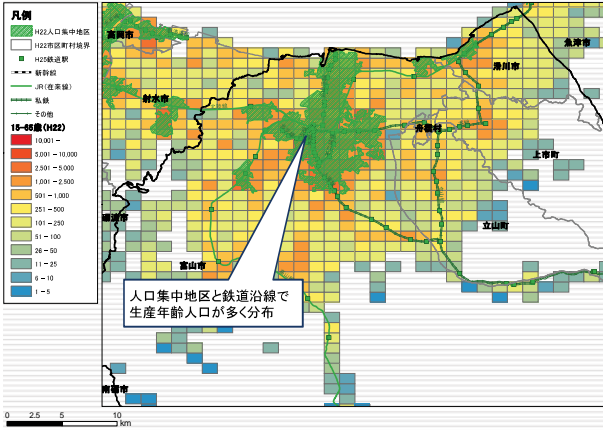 凡例
H22人口集中地区
H22市区町村境界
H25鉄道駅
新幹線
JR(在来線)
私鉄
その他
15-65歳(H22)
10,001 -
5,001 - 10,000
2,501 - 5,000
1,001 - 2,500
501 - 1,000
251 - 500
101 - 250
51 - 100
26 - 50
11 - 25
6 - 10
1 - 5
高岡市
魚津市
滑川市
射水市
舟橋村
上市町
立山町
富山市
人口集中地区と鉄道沿線で
生産年齢人口が多く分布
南砺市
0 2.5 5 10
km